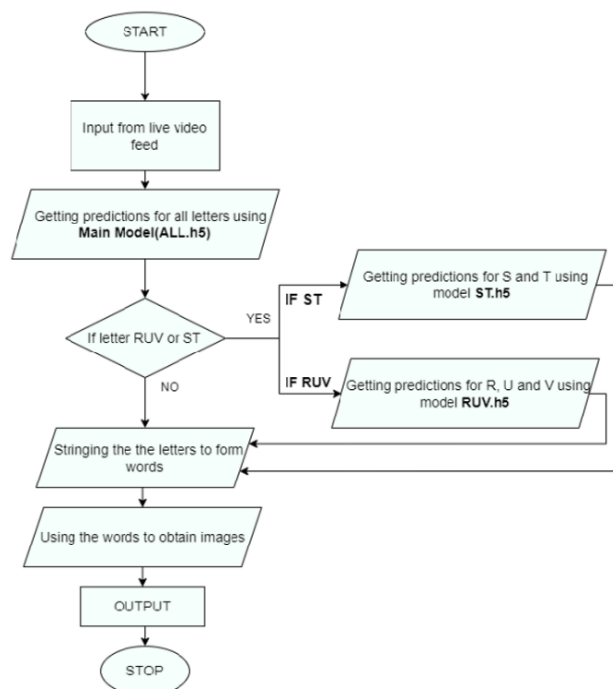 START
Input from live video
feed
Getting predictions for all letters using
Main Model(ALL.h5)
If letter RUV or ST
YES
NO
IF ST
Getting predictions for S and T using
model ST.h5
IF RUV
Getting predictions for R, U and V using
model RUV.h5
Stringing the the letters to form
words
Using the words to obtain images
OUTPUT
STOP